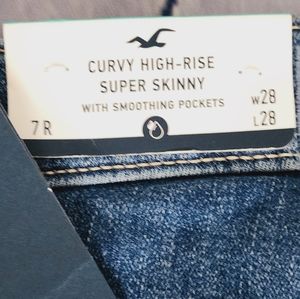 CURVY HIGH-RISE
SUPER SKINNY
WITH SMOOTHING POCKETS
W28
L28
7 R